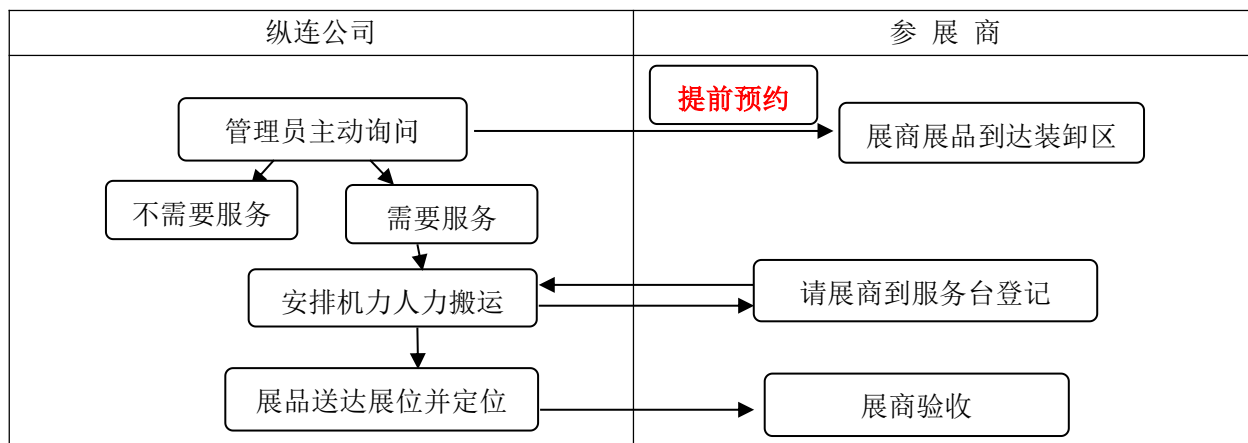 纵连公司
参 展 商
提前预约
管理员主动询问
展商展品到达装卸区
不需要服务
需要服务
安排机力人力搬运
请展商到服务台登记
展品送达展位并定位
展商验收